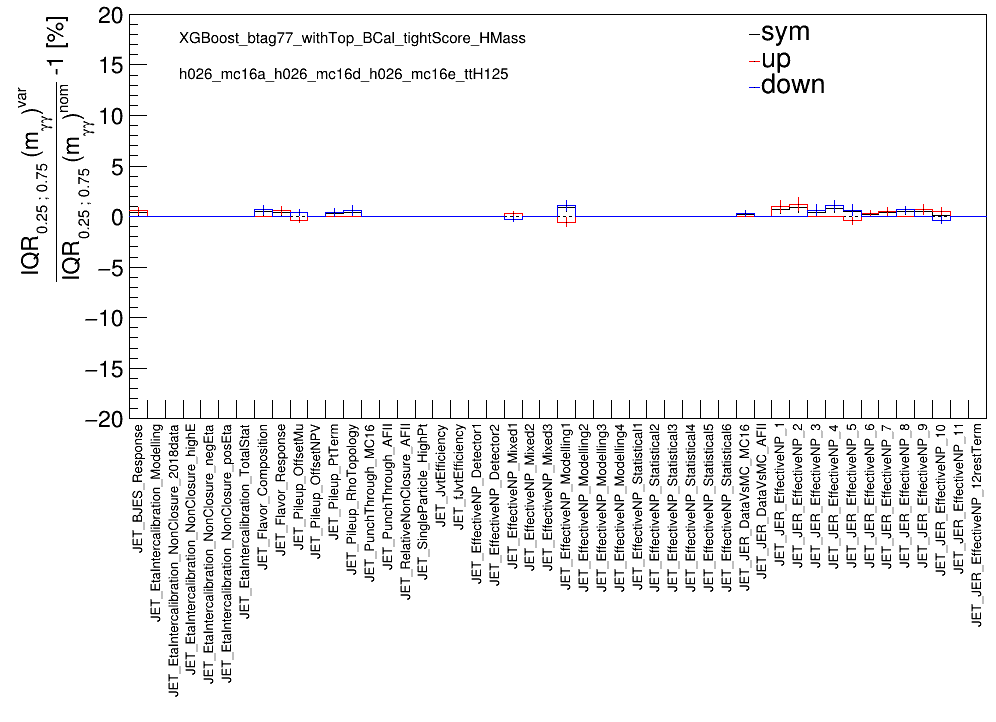 IQR0.25 ; 0.75 (mγγ)var
IQR0.25 ; 0.75 (mγγ)nom
-1 [%]
20
15
10
5
0
−5
−10
−15
−20
XGBoost_btag77_withTop_BCal_tightScore_HMass
h026_mc16a_h026_mc16d_h026_mc16e_ttH125
sym
up
down
JET_BJES_Response
JET_EtaIntercalibration_Modelling
JET_EtaIntercalibration_NonClosure_2018data
JET_EtaIntercalibration_NonClosure_highE
JET_EtaIntercalibration_NonClosure_negEta
JET_EtaIntercalibration_NonClosure_posEta
JET_EtaIntercalibration_TotalStat
JET_Flavor_Composition
JET_Flavor_Response
JET_Pileup_OffsetMu
JET_Pileup_OffsetNPV
JET_Pileup_PtTerm
JET_Pileup_RhoTopology
JET_PunchThrough_MC16
JET_PunchThrough_AFII
JET_RelativeNonClosure_AFII
JET_SingleParticle_HighPt
JET_JvtEfficiency
JET_fJvtEfficiency
JET_EffectiveNP_Detector1
JET_EffectiveNP_Detector2
JET_EffectiveNP_Mixed1
JET_EffectiveNP_Mixed2
JET_EffectiveNP_Mixed3
JET_EffectiveNP_Modelling1
JET_EffectiveNP_Modelling2
JET_EffectiveNP_Modelling3
JET_EffectiveNP_Modelling4
JET_EffectiveNP_Statistical1
JET_EffectiveNP_Statistical2
JET_EffectiveNP_Statistical3
JET_EffectiveNP_Statistical4
JET_EffectiveNP_Statistical5
JET_EffectiveNP_Statistical6
JET_JER_DataVsMC_MC16
JET_JER_DataVsMC_AFII
JET_JER_EffectiveNP_1
JET_JER_EffectiveNP_2
JET_JER_EffectiveNP_3
JET_JER_EffectiveNP_4
JET_JER_EffectiveNP_5
JET_JER_EffectiveNP_6
JET_JER_EffectiveNP_7
JET_JER_EffectiveNP_8
JET_JER_EffectiveNP_9
JET_JER_EffectiveNP_10
JET_JER_EffectiveNP_11
JET_JER_EffectiveNP_12restTerm